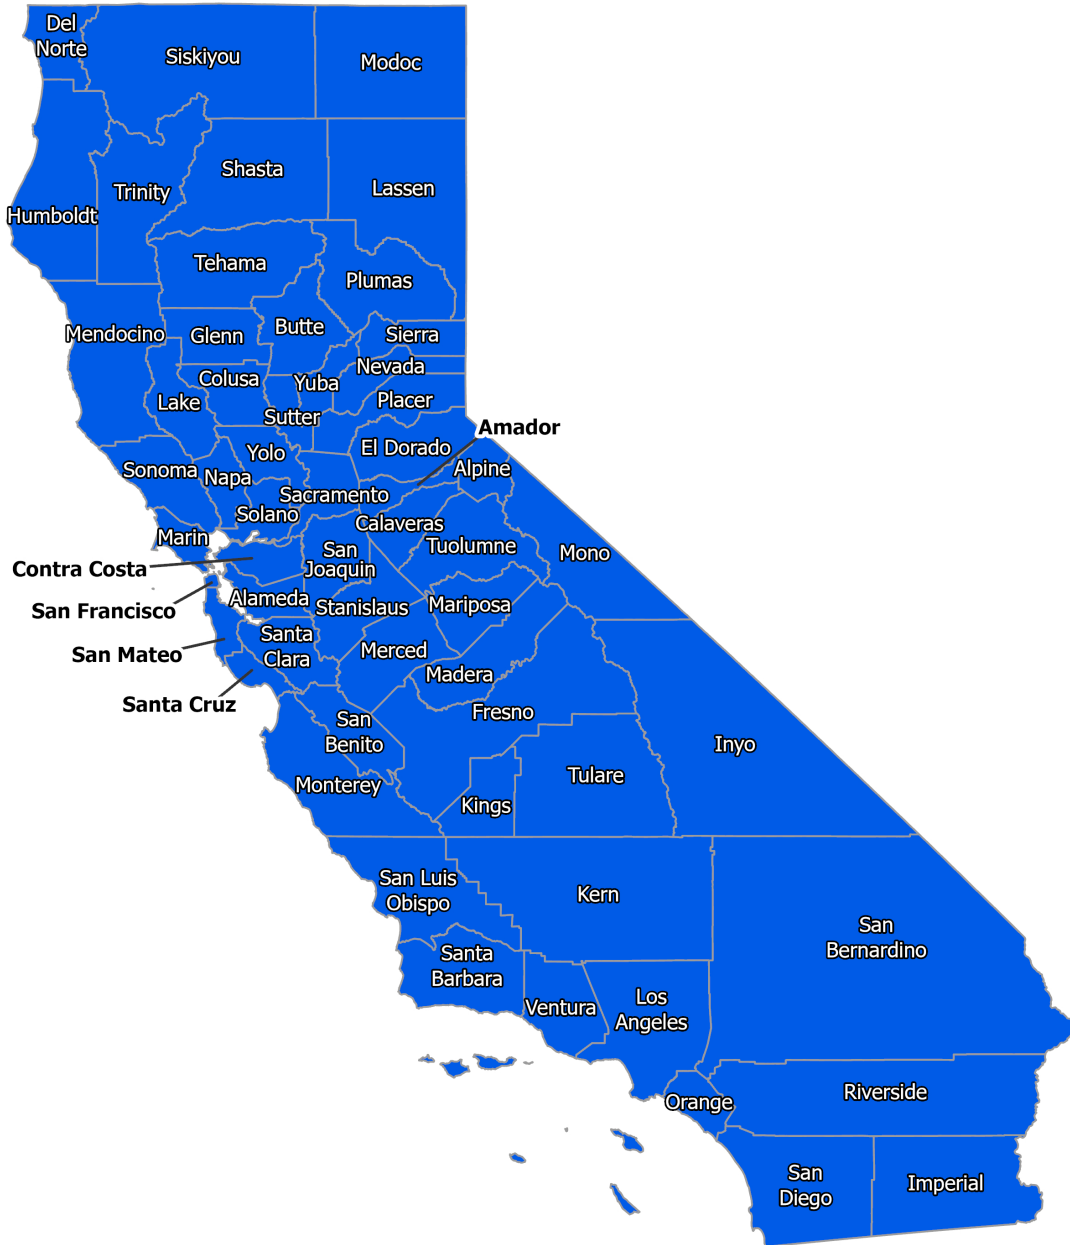 Del
Norte
Siskiyou
Modoc
Shasta
Lassen
Trinity
Humboldt
Tehama
Plumas
Mendocino
Glenn
Butte
Sierra
Nevada
Colusa
Yuba
Lake
Placer
Sutter
Amador
El Dorado
Yolo
Sonoma
Napa
Alpine
Sacramento
Solano
Calaveras
Marin
Tuolumne
San
Joaquin
Mono
Contra Costa
Alameda
Stanislaus
Mariposa
San Francisco
Santa
Clara
Merced
San Mateo
Madera
Santa Cruz
Fresno
San
Benito
Inyo
Tulare
Monterey
Kings
San Luis
Obispo
Kern
San
Bernardino
Santa
Barbara
Ventura
Los
Angeles
Riverside
Orange
San
Diego
Imperial